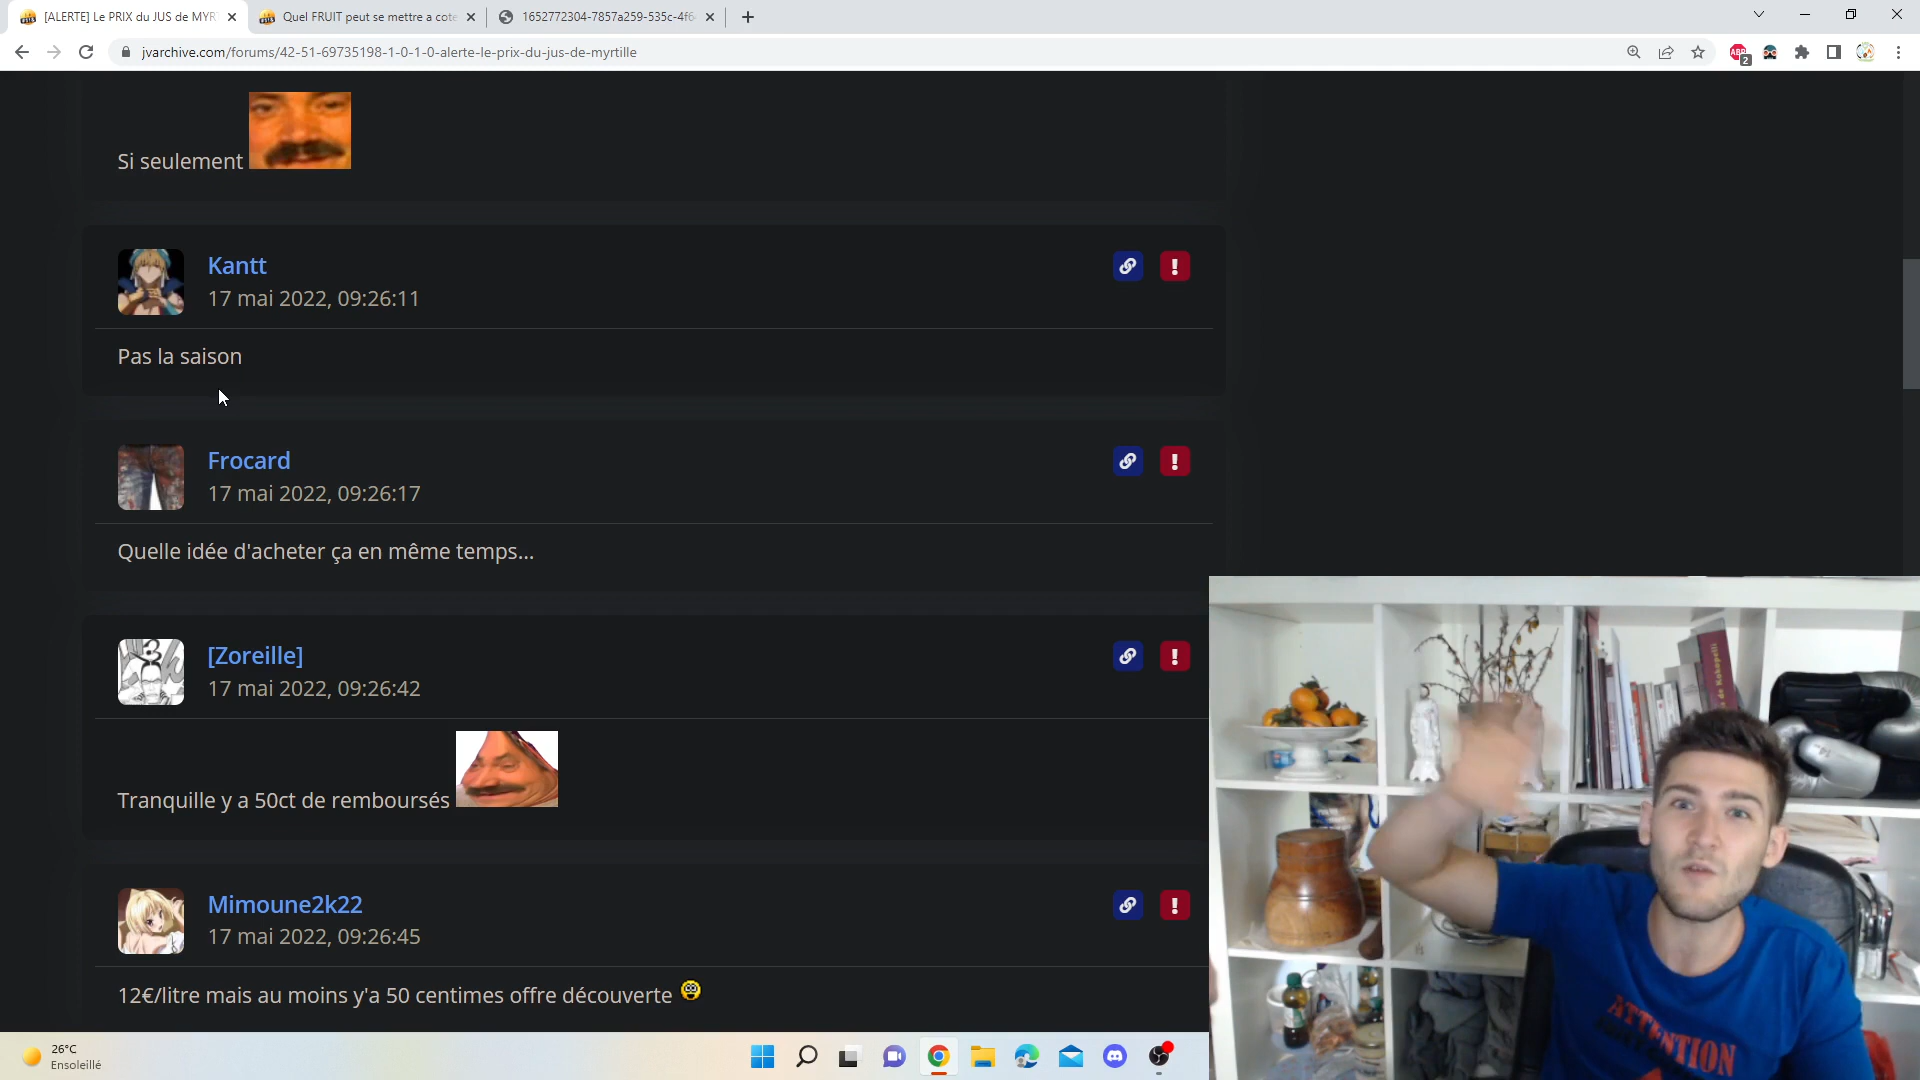 [ALERTE] Le PRIX du JUS de MYR
Quel FRUIT peut se mettre a cote
1652772304-7857a259-535c-4f6
jvarchive.com/forums/42-51-69735198-1-0-1-0-alerte-le-prix-du-jus-de-myrtille
ABP
2
Si seulement
Kantt
17 mai 2022, 09:26:11
Pas la saison
Frocard
17 mai 2022, 09:26:17
Quelle idée d'acheter ça en même temps...
[Zoreille]
17 mai 2022, 09:26:42
Tranquille y a 50ct de remboursés
Mimoune2k22
17 mai 2022, 09:26:45
12€/litre mais au moins y'a 50 centimes offre découverte
26°C
Ensoleillé
de Kokopelli
ATTENTION